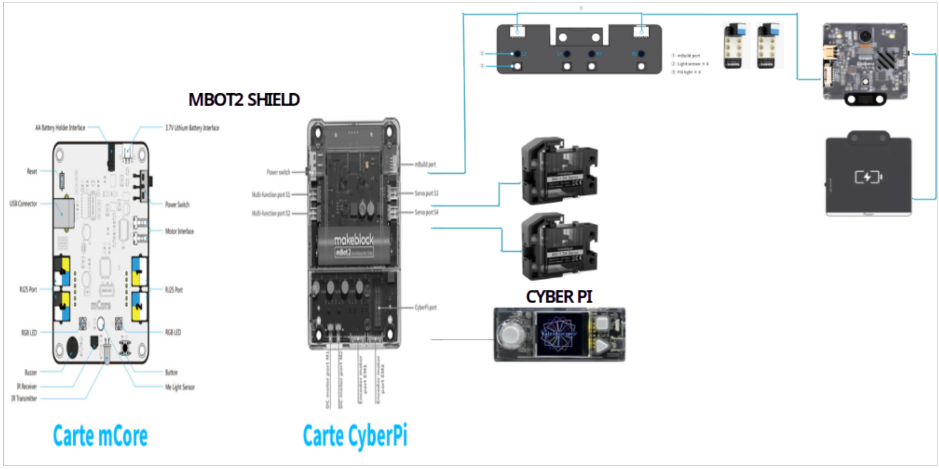 MBOT2 SHIELD
AA Battery Holder Interface
3.7V Lithium Battery Interface
Reset
USB Connector
Power Switch
Motor Interface
RJ25 Port
RJ25 Port
mCore
RGB LED
RGB LED
Buzzer
Button
IR Receiver
Me Light Sensor
IR Transmitter
Carte mCore
Power switch
mBuild port
Multi-function port S1
Servo port S3
Multi-function port S2
Servo port S4
makeblock
mBot 2
CyberPi port
DC motor port M1
DC motor port M2
Encoder motor port EM1
Encoder motor port EM2
Carte CyberPi
① mBuild port
② Light sensor × 4
③ Fill light × 4
CYBER PI